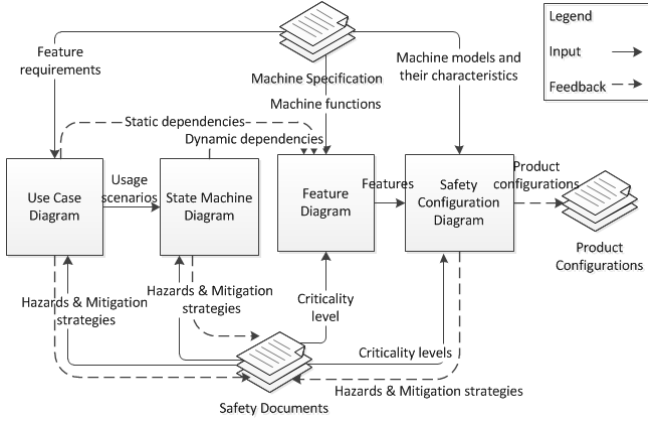 Legend
Input
Feedback
Feature
requirements
Machine Specification
Machine functions
Machine models and
their characteristics
Static dependencies
Dynamic dependencies
Use Case
Diagram
Usage
scenarios
State Machine
Diagram
Feature
Diagram
Features
Safety
Configuration
Diagram
Product
configurations
Product
Configurations
Hazards & Mitigation
strategies
Hazards & Mitigation
strategies
Criticality
level
Criticality levels
Hazards & Mitigation strategies
Safety Documents